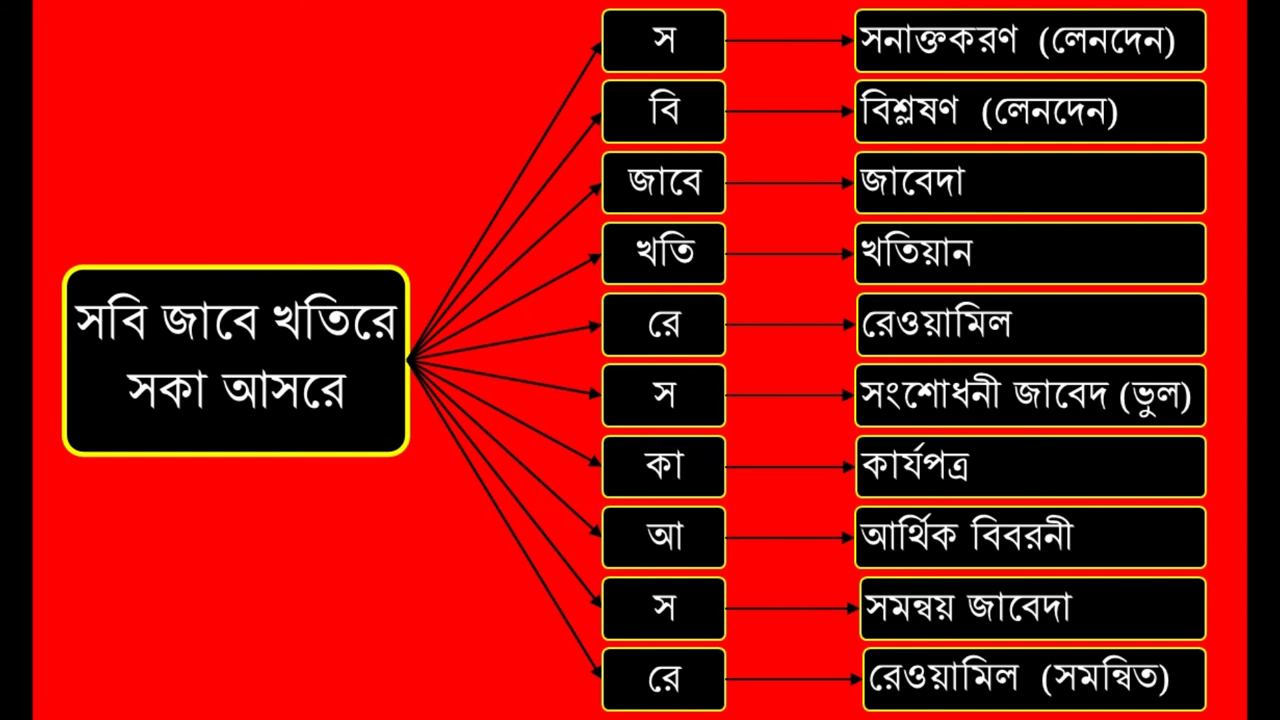 সবি জাবে খতিরে
সকা আসরে
স
সনাক্তকরণ (লেনদেন)
বি
বিশ্লষণ (লেনদেন)
জাবে
জাবেদা
খতি
খতিয়ান
রে
রেওয়ামিল
স
সংশোধনী জাবেদ (ভুল)
কা
কার্যপত্র
আ
আর্থিক বিবরনী
স
সমন্বয় জাবেদা
রে
রেওয়ামিল (সমন্বিত)